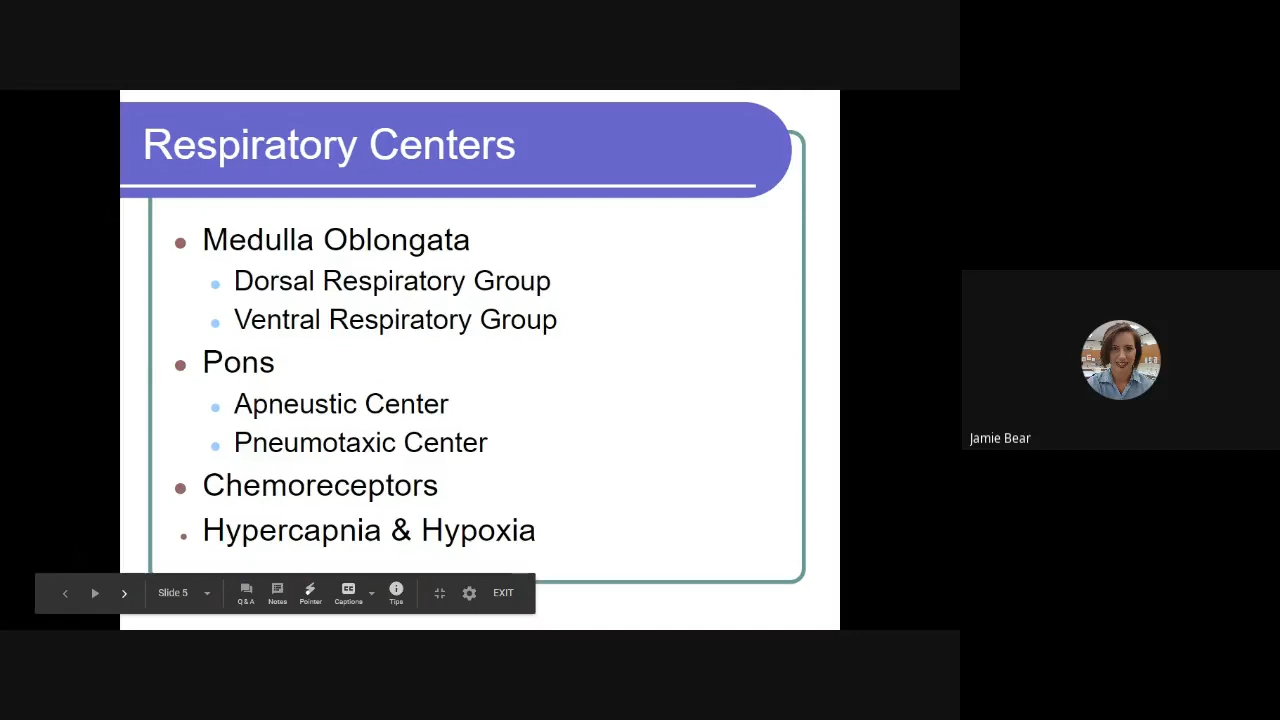 Respiratory Centers
Medulla Oblongata
Dorsal Respiratory Group
Ventral Respiratory Group
Pons
Apneustic Center
Pneumotaxic Center
Chemoreceptors
Hypercapnia & Hypoxia
Slide 5
Q & A
Notes
Pointer
CC
Captions
Tips
EXIT
Jamie Bear